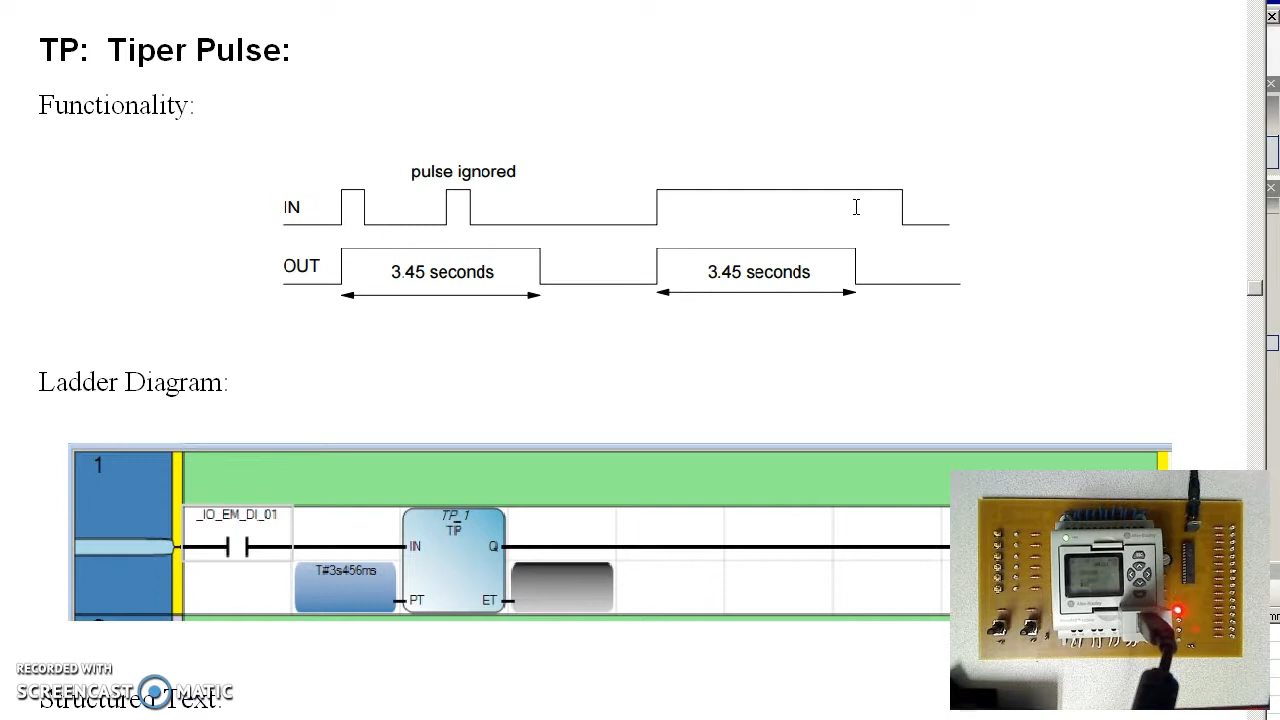 TP: Tiper Pulse:
Functionality:
pulse ignored
IN
OUT
3.45 seconds
3.45 seconds
Ladder Diagram:
1
_IO_EM_DI_01
TP_1
TP
IN
Q
T#3s456ms
PT
ET
RECORDED WITH
SCREENCAST MATIC
Structured Text: